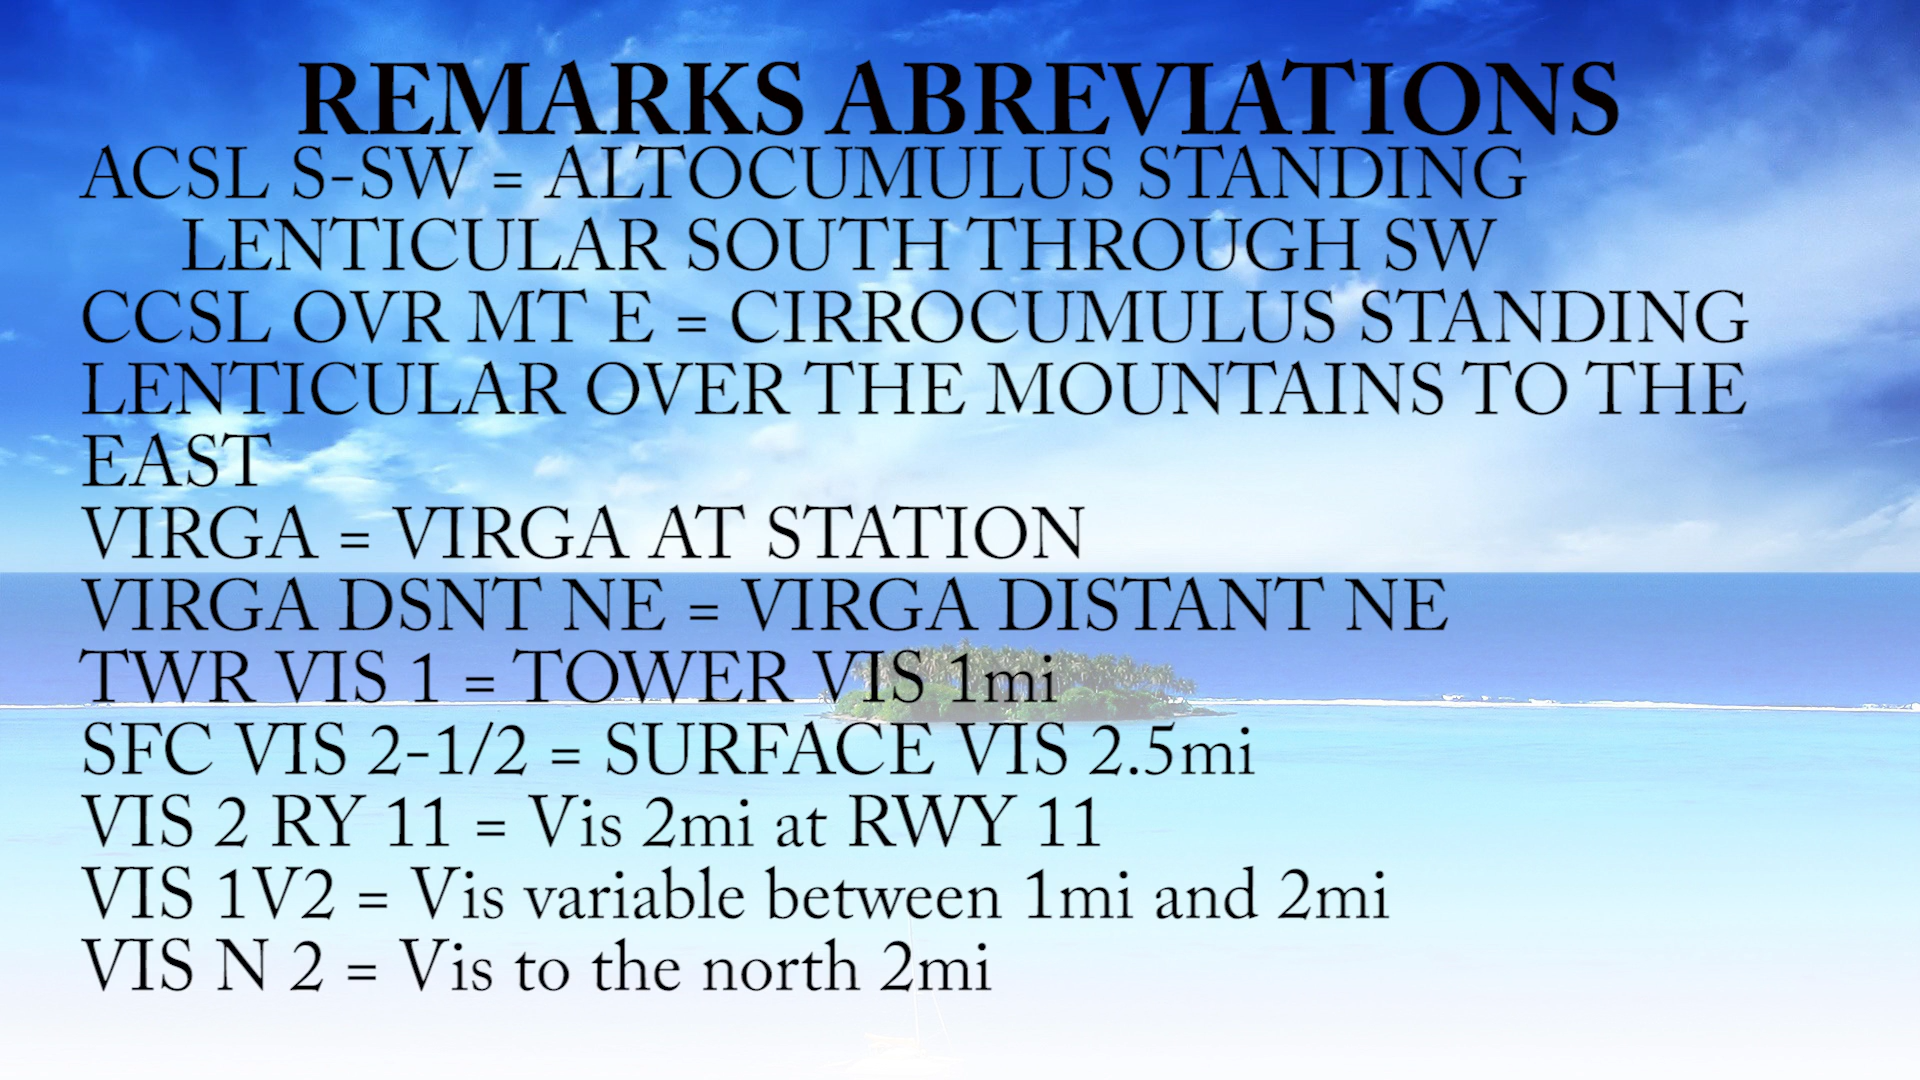 REMARKS ABREVIATIONS
ACSL S-SW = ALTOCUMULUS STANDING
LENTICULAR SOUTH THROUGH SW
CCSL OVR MT E = CIRROCUMULUS STANDING
LENTICULAR OVER THE MOUNTAINS TO THE
EAST
VIRGA = VIRGA AT STATION
VIRGA DSNT NE = VIRGA DISTANT NE
TWR VIS 1 = TOWER VIS 1mi
SFC VIS 2-1/2 = SURFACE VIS 2.5mi
VIS 2 RY 11 = Vis 2mi at RWY 11
VIS 1V2 = Vis variable between 1mi and 2mi
VIS N 2 = Vis to the north 2mi